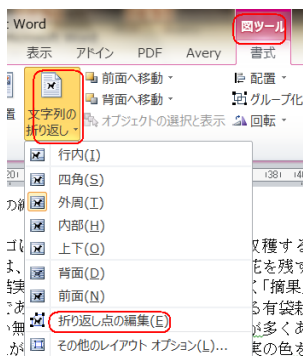 Word
図ツール
表示 アドイン PDF Avery 書式
前面へ移動
配置
背面へ移動
グループ化
文字列の
折り返し
オブジェクトの選択と表示
回転
行内(I)
四角(S)
外周(T)
内部(H)
上下(O)
背面(D)
前面(N)
折り返し点の編集(E)
その他のレイアウト オプション(L)...
収穫する
花を残す
「摘果
る有袋栽
が多くあ
実の色を